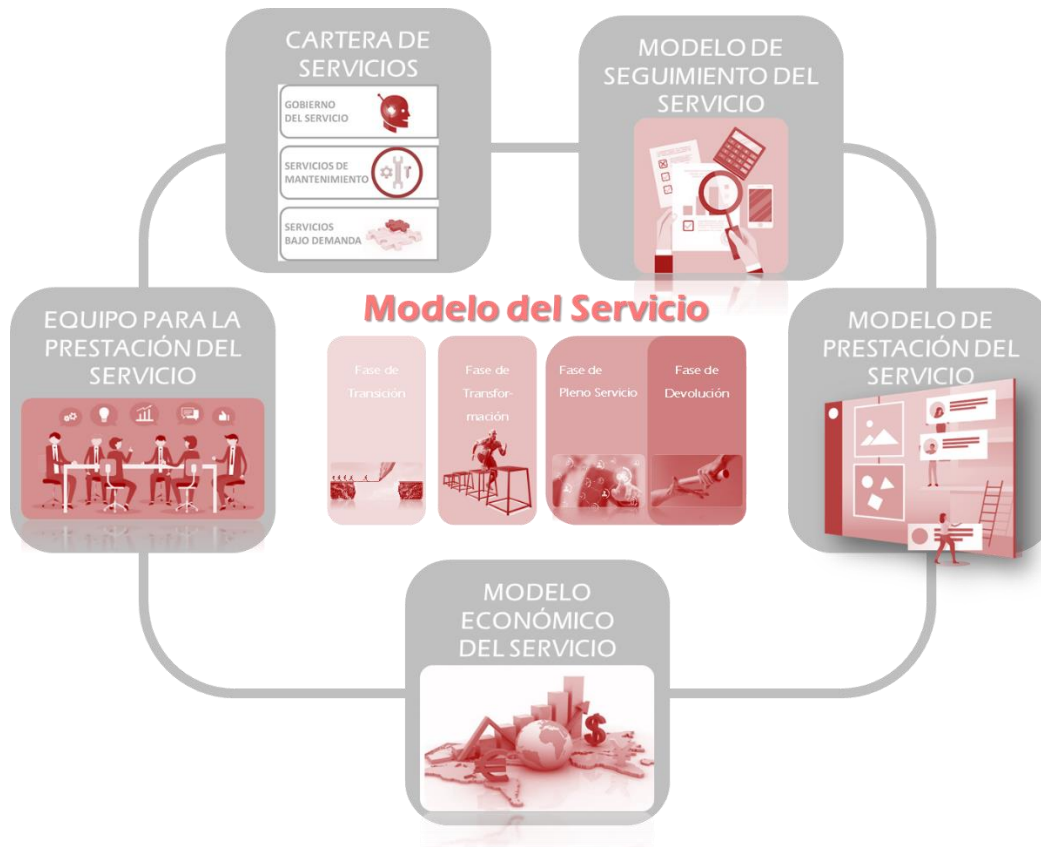 CARTERA DE
SERVICIOS
GOBIERNO
DEL SERVICIO
SERVICIOS DE
MANTENIMIENTO
SERVICIOS
BAJO DEMANDA
MODELO DE
SEGUIMIENTO DEL
SERVICIO
EQUIPO PARA LA
PRESTACIÓN DEL
SERVICIO
Modelo del Servicio
Fase de
Transición
Fase de
Transfor-
mación
Fase de
Pleno Servicio
Fase de
Devolución
MODELO DE
PRESTACIÓN DEL
SERVICIO
MODELO
ECONÓMICO
DEL SERVICIO